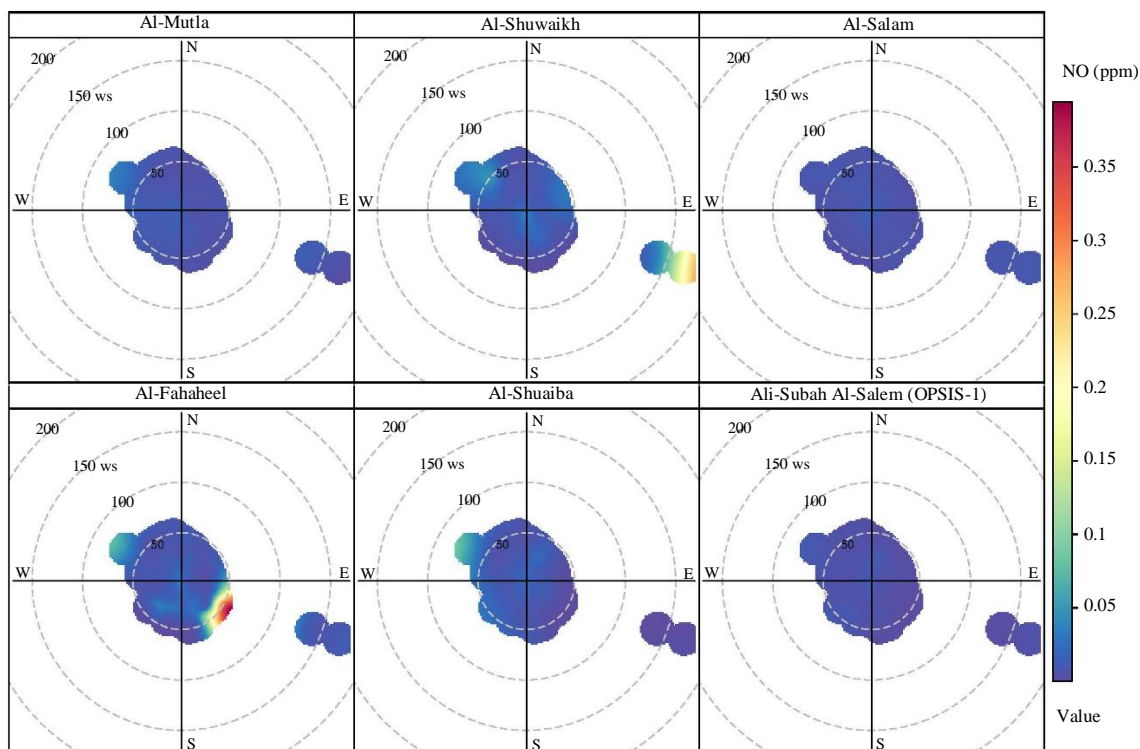 Al-Mutla
Al-Shuwaikh
Al-Salam
N
200
150 ws
100
50
W
E
S
N
200
150 ws
100
50
W
E
S
N
200
150 ws
100
50
W
E
S
NO (ppm)
0.35
0.3
0.25
0.2
0.15
0.1
0.05
Value
Al-Fahaheel
Al-Shuaiba
Ali-Subah Al-Salem (OPSIS-1)
N
200
150 ws
100
50
W
E
S
N
200
150 ws
100
50
W
E
S
N
200
150 ws
100
50
W
E
S